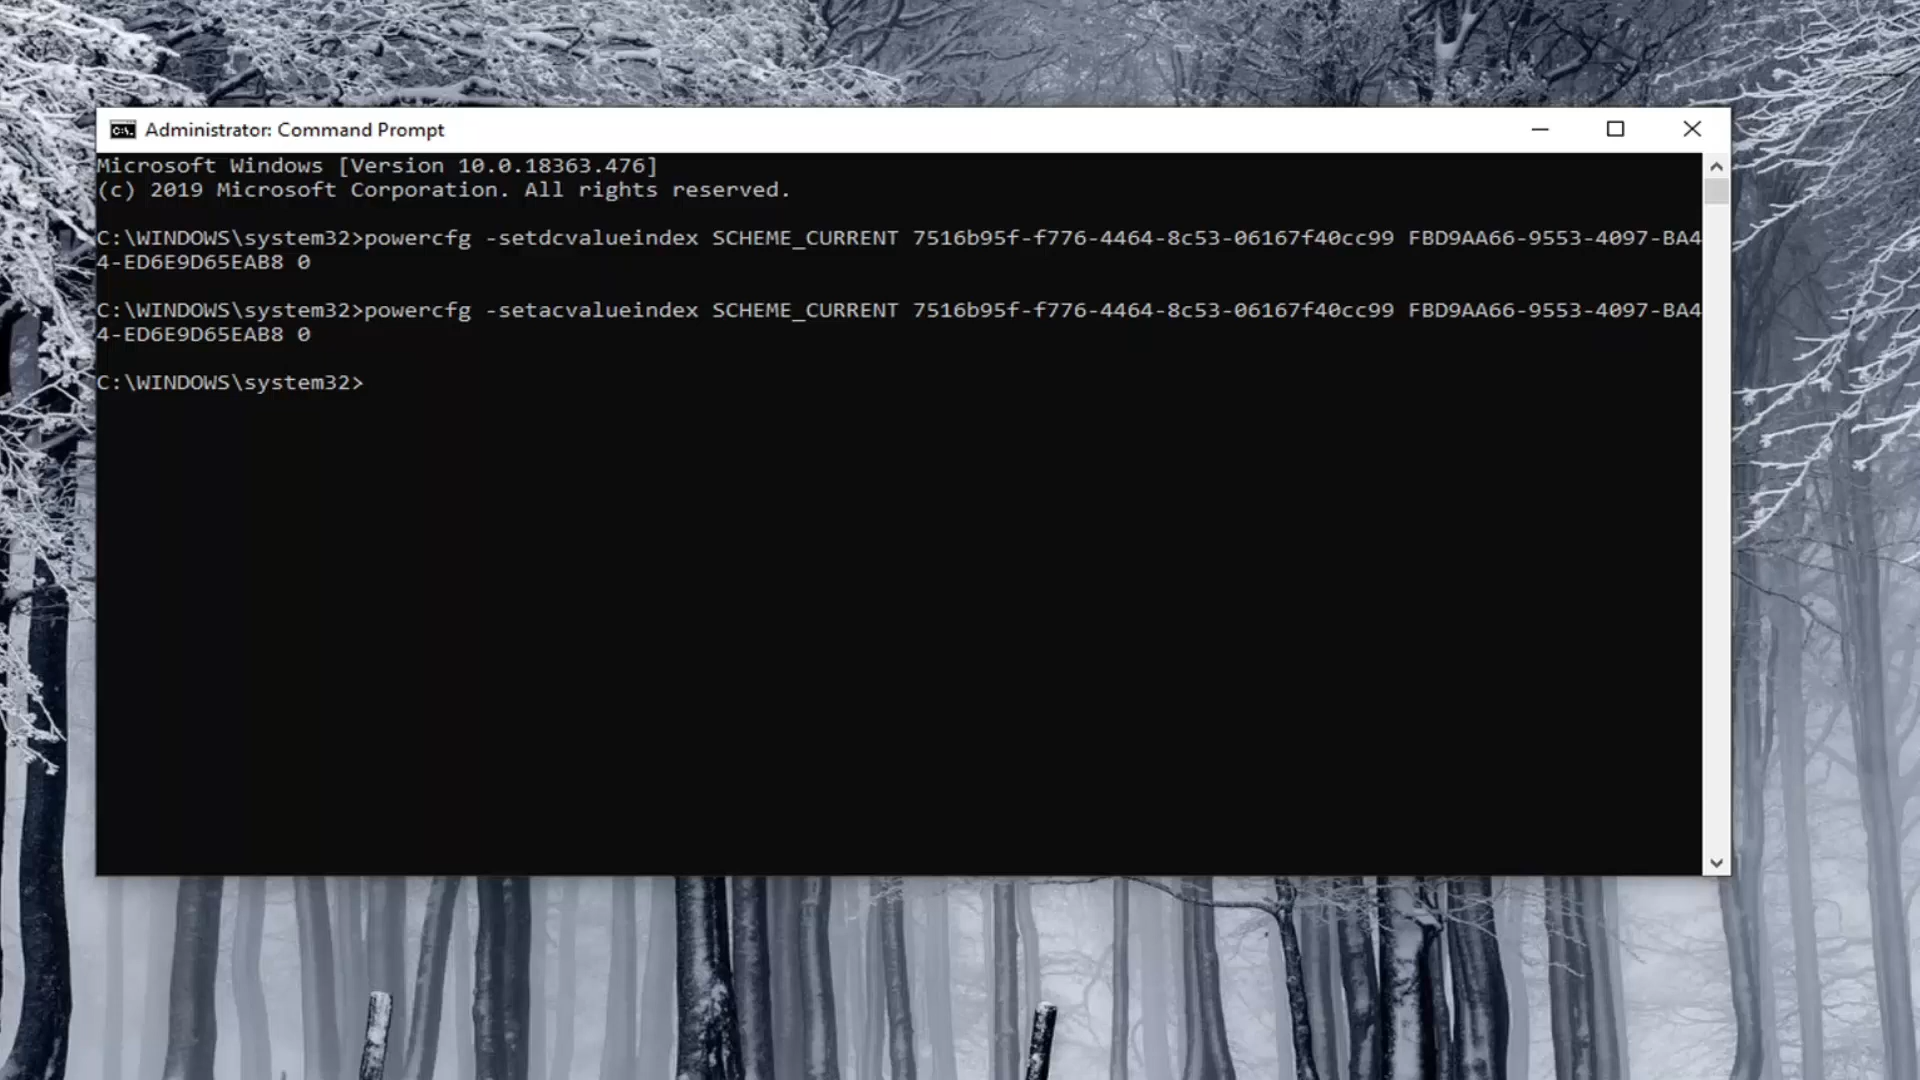 Administrator: Command Prompt
Microsoft Windows [Version 10.0.18363.476]
(c) 2019 Microsoft Corporation. All rights reserved.
C:\WINDOWS\system32>powercfg -setdcvalueindex SCHEME_CURRENT 7516b95f-f776-4464-8c53-06167f40cc99 FBD9AA66-9553-4097-BA4
4-ED6E9D65EAB8 0
C:\WINDOWS\system32>powercfg -setacvalueindex SCHEME_CURRENT 7516b95f-f776-4464-8c53-06167f40cc99 FBD9AA66-9553-4097-BA4
4-ED6E9D65EAB8 0
C:\WINDOWS\system32>